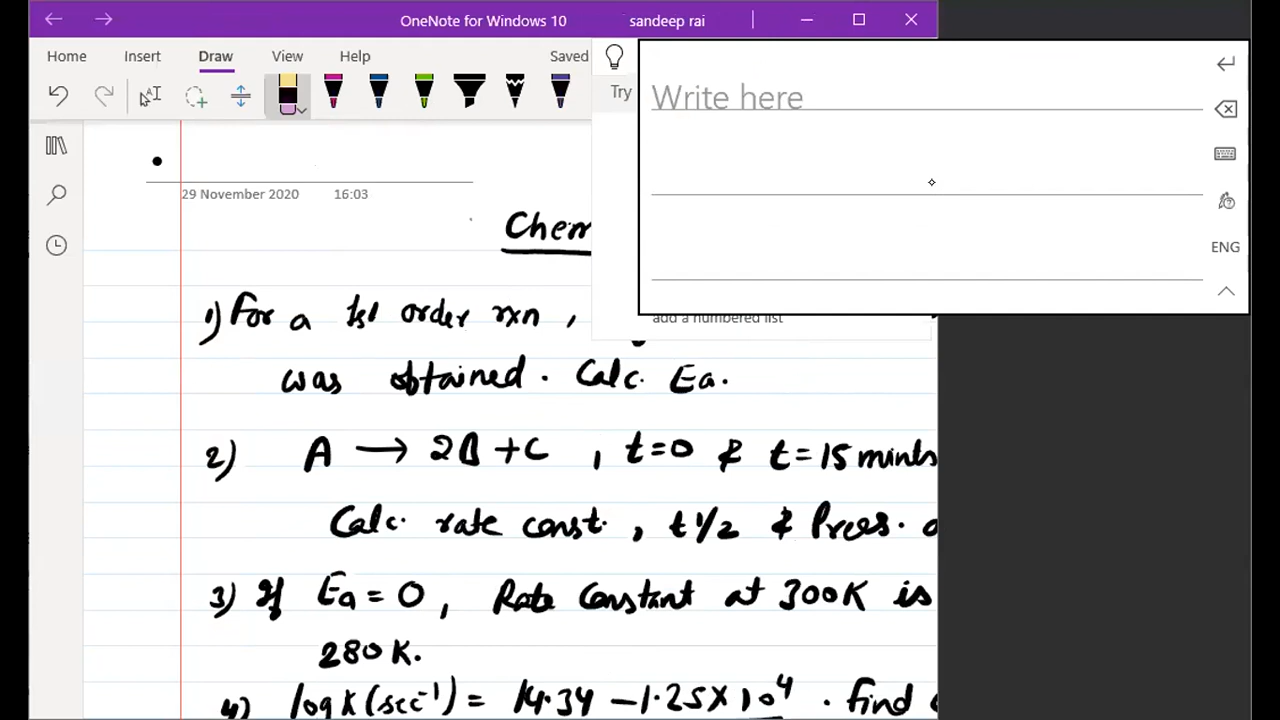 OneNote for Windows 10
sandeep rai
Home Insert Draw View Help Saved
Try
Write here
ENG
add a numbered list
29 November 2020 16:03
Chem
1) For a 1st order rxn,
was obtained. Calc. Ea.
2) A → 2B + C, t=0 & t=15 mints
Calc. rate const., t 1/2 & Press.
3) If Ea = 0, Rate Constant at 300K is
280 K.
4) log K (sec⁻¹) = 14.34 - 1.25 X 10⁴ . find